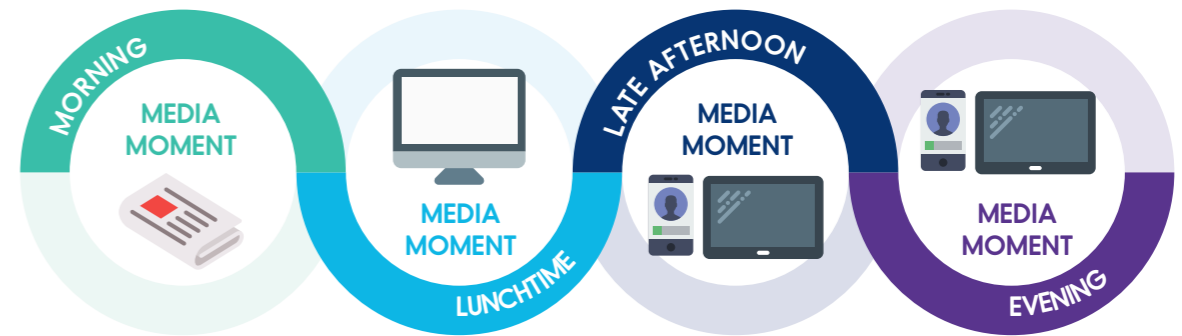 MORNING
MEDIA
MOMENT
MEDIA
MOMENT
LUNCHTIME
LATE AFTERNOON
MEDIA
MOMENT
MEDIA
MOMENT
EVENING